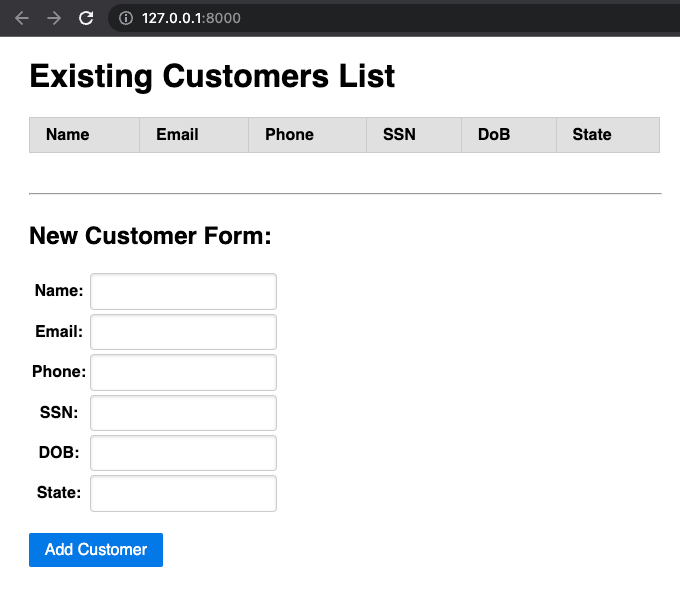 127.0.0.1:8000
Existing Customers List
Name Email Phone SSN DoB State
New Customer Form:
Name:
Email:
Phone:
SSN:
DOB:
State:
Add Customer